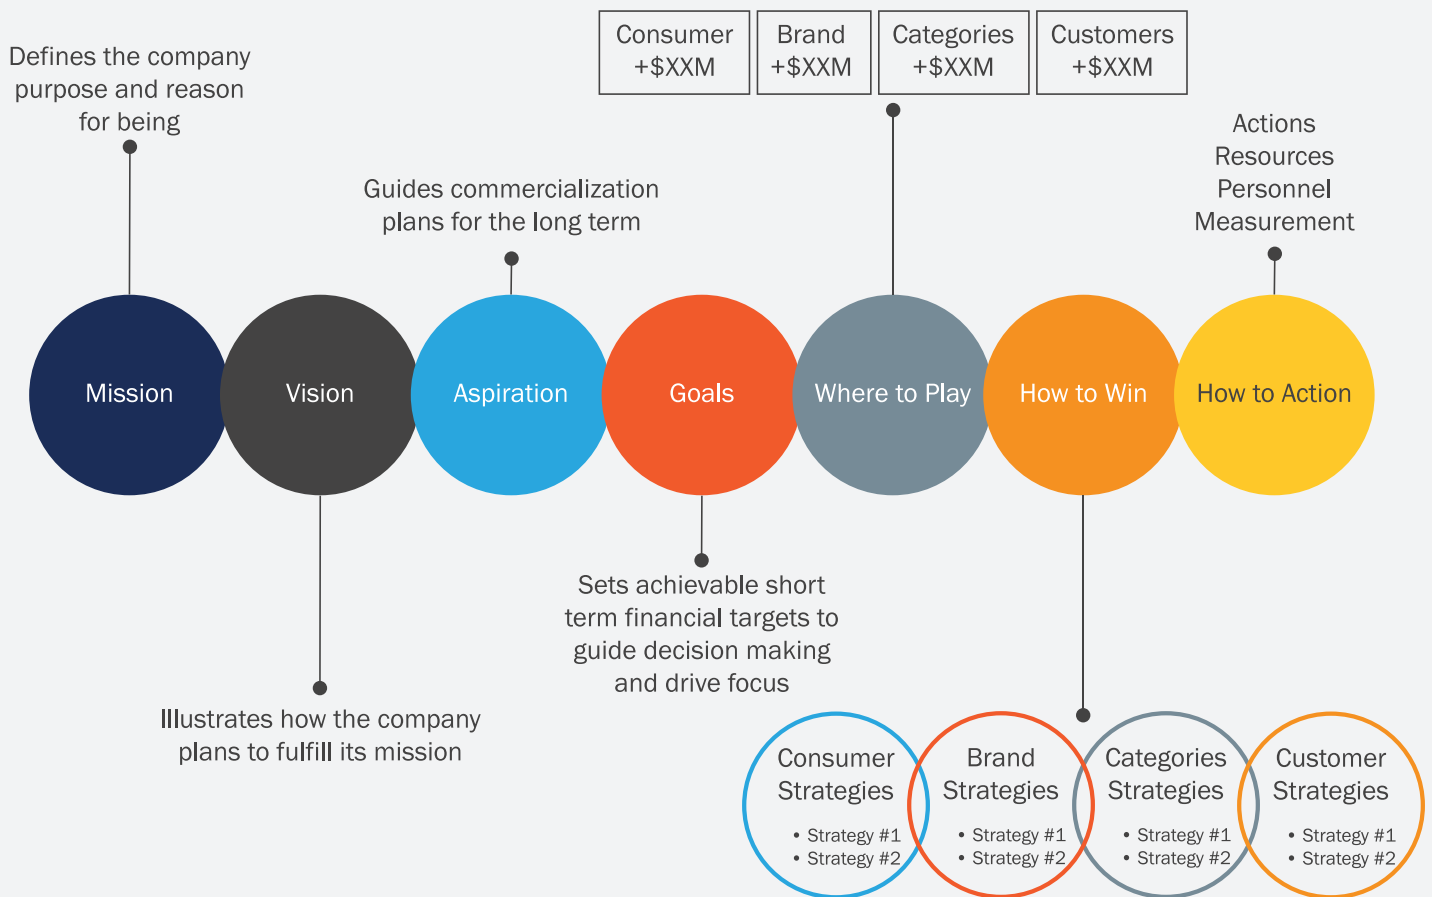 Consumer
+$XXM
Brand
+$XXM
Categories
+$XXM
Customers
+$XXM
Defines the company
purpose and reason
for being
Guides commercialization
plans for the long term
Actions
Resources
Personnel
Measurement
Mission
Vision
Aspiration
Goals
Where to Play
How to Win
How to Action
Sets achievable short
term financial targets to
guide decision making
and drive focus
Illustrates how the company
plans to fulfill its mission
Consumer
Strategies
• Strategy #1
• Strategy #2
Brand
Strategies
• Strategy #1
• Strategy #2
Categories
Strategies
• Strategy #1
• Strategy #2
Customer
Strategies
• Strategy #1
• Strategy #2